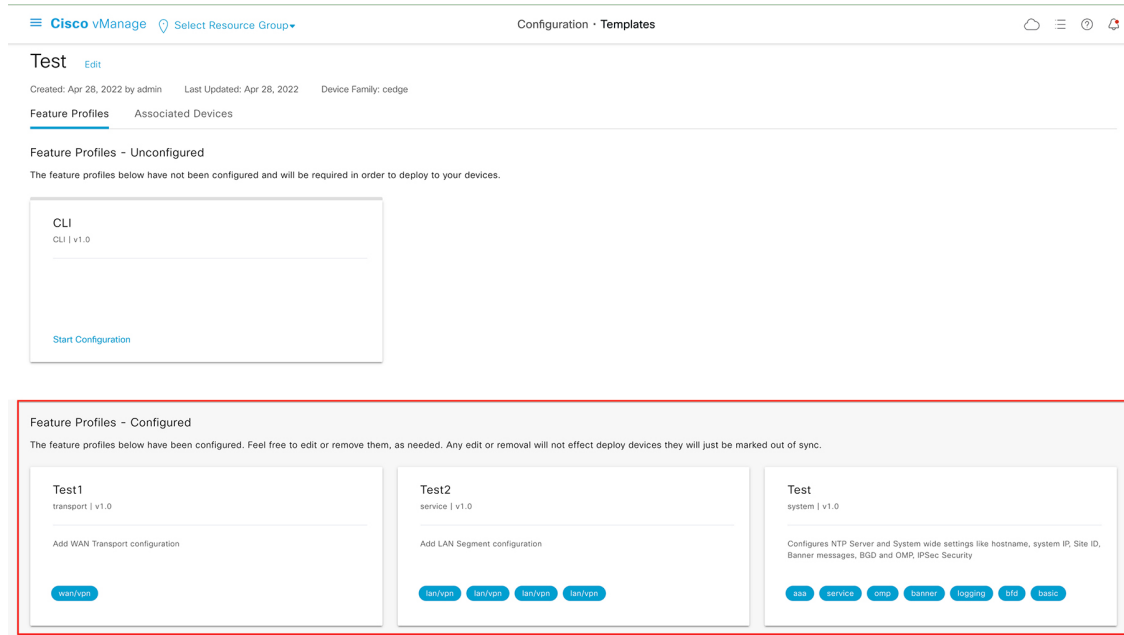 Cisco vManage Select Resource Group Configuration · Templates
Test Edit
Created: Apr 28, 2022 by admin Last Updated: Apr 28, 2022 Device Family: cedge
Feature Profiles Associated Devices
Feature Profiles - Unconfigured
The feature profiles below have not been configured and will be required in order to deploy to your devices.
CLI
CLI | v1.0
Start Configuration
Feature Profiles - Configured
The feature profiles below have been configured. Feel free to edit or remove them, as needed. Any edit or removal will not effect deploy devices they will just be marked out of sync.
Test1
transport | v1.0
Add WAN Transport configuration
wan/vpn
Test2
service | v1.0
Add LAN Segment configuration
lan/vpn lan/vpn lan/vpn lan/vpn
Test
system | v1.0
Configures NTP Server and System wide settings like hostname, system IP, Site ID,
Banner messages, BGD and OMP, IPSec Security
aaa service omp banner logging bfd basic